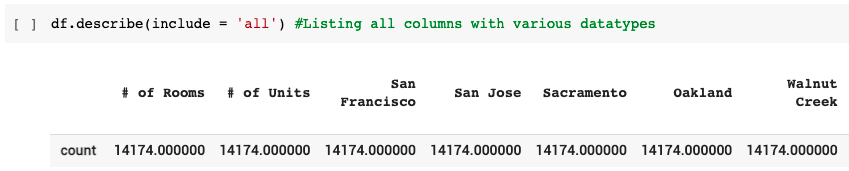 [ ] df.describe(include = 'all') #Listing all columns with various datatypes
# of Rooms # of Units San Francisco San Jose Sacramento Oakland Walnut Creek
count 14174.000000 14174.000000 14174.000000 14174.000000 14174.000000 14174.000000 14174.000000